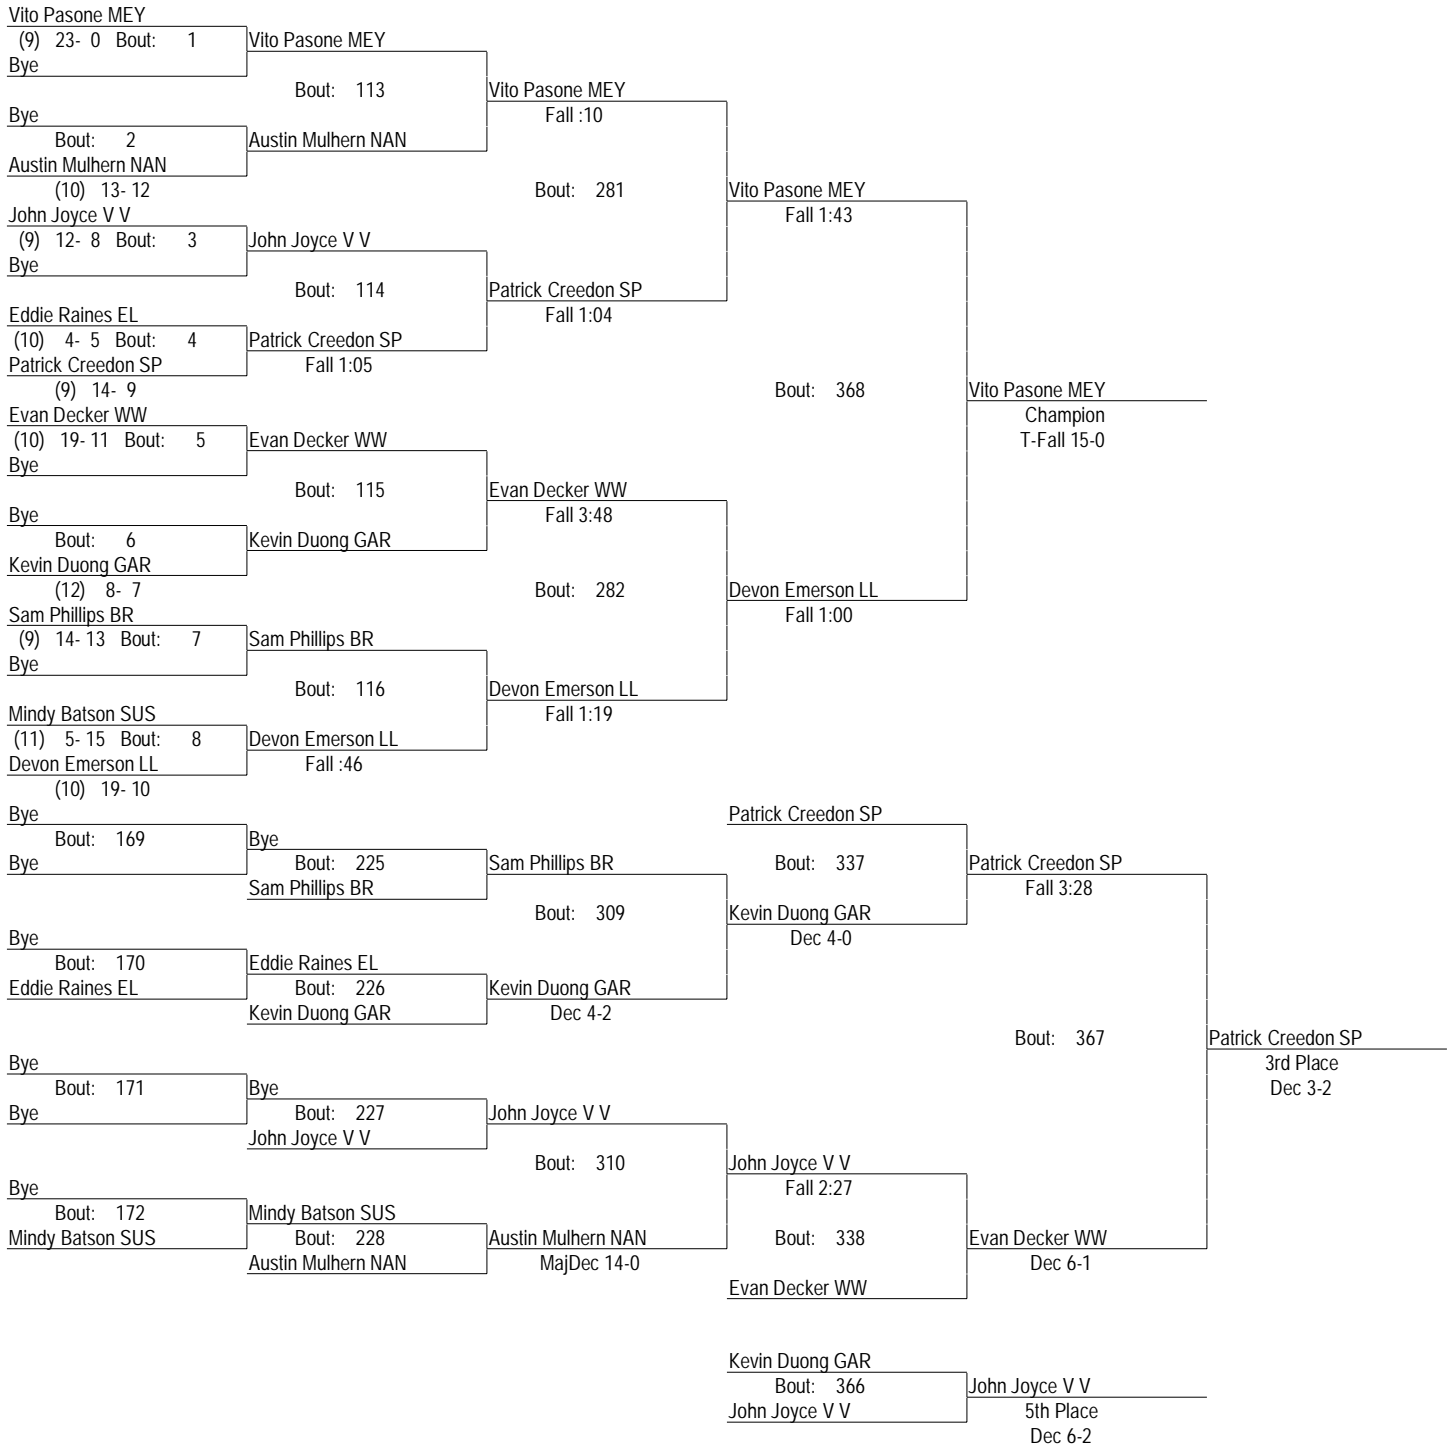 Vito Pasone MEY
(9) 23- 0 Bout: 1 Vito Pasone MEY
Bye
Bout: 113 Vito Pasone MEY
Bye Fall :10
Bout: 2 Austin Mulhern NAN
Austin Mulhern NAN
(10) 13- 12 Bout: 281 Vito Pasone MEY
John Joyce V V Fall 1:43
(9) 12- 8 Bout: 3 John Joyce V V
Bye
Bout: 114 Patrick Creedon SP
Eddie Raines EL Fall 1:04
(10) 4- 5 Bout: 4 Patrick Creedon SP
Patrick Creedon SP Fall 1:05
(9) 14- 9 Bout: 368 Vito Pasone MEY
Evan Decker WW Champion
(10) 19- 11 Bout: 5 Evan Decker WW T-Fall 15-0
Bye
Bout: 115 Evan Decker WW
Bye Fall 3:48
Bout: 6 Kevin Duong GAR
Kevin Duong GAR
(12) 8- 7 Bout: 282 Devon Emerson LL
Sam Phillips BR Fall 1:00
(9) 14- 13 Bout: 7 Sam Phillips BR
Bye
Bout: 116 Devon Emerson LL
Mindy Batson SUS Fall 1:19
(11) 5- 15 Bout: 8 Devon Emerson LL
Devon Emerson LL Fall :46
(10) 19- 10
Bye Patrick Creedon SP
Bout: 169 Bye
Bye Bout: 225 Sam Phillips BR Bout: 337 Patrick Creedon SP
Sam Phillips BR Fall 3:28
Bout: 309 Kevin Duong GAR
Bye Dec 4-0
Bout: 170 Eddie Raines EL
Eddie Raines EL Bout: 226 Kevin Duong GAR
Kevin Duong GAR Dec 4-2
Bout: 367 Patrick Creedon SP
Bye 3rd Place
Bout: 171 Bye Dec 3-2
Bye Bout: 227 John Joyce V V
John Joyce V V
Bout: 310 John Joyce V V
Bye Fall 2:27
Bout: 172 Mindy Batson SUS
Mindy Batson SUS Bout: 228 Austin Mulhern NAN Bout: 338 Evan Decker WW
Austin Mulhern NAN MajDec 14-0 Dec 6-1
Evan Decker WW
Kevin Duong GAR
Bout: 366 John Joyce V V
John Joyce V V 5th Place
Dec 6-2